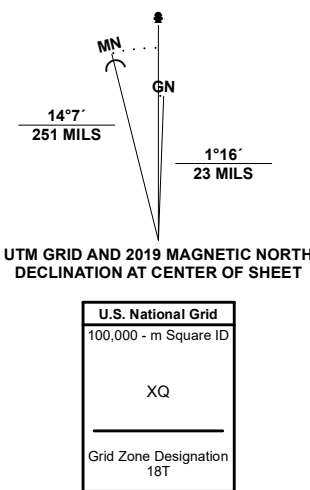 MN
GN
14°7´
251 MILS
1°16´
23 MILS
UTM GRID AND 2019 MAGNETIC NORTH
DECLINATION AT CENTER OF SHEET
U.S. National Grid
100,000 - m Square ID
XQ
Grid Zone Designation
18T